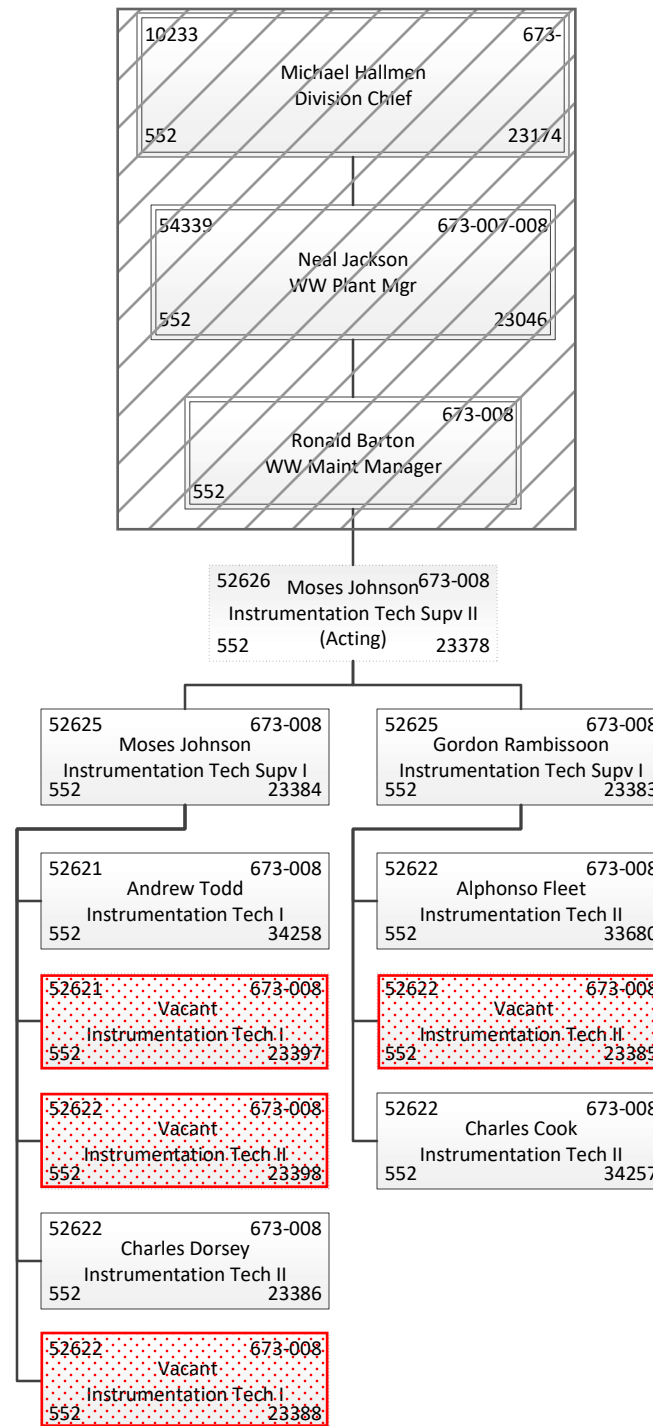 10233 673-
Michael Hallmen
Division Chief
552 23174
54339 673-007-008
Neal Jackson
WW Plant Mgr
552 23046
673-008
Ronald Barton
WW Maint Manager
552
52626 Moses Johnson 673-008
Instrumentation Tech Supv II
(Acting)
552 23378
52625 673-008
Moses Johnson
Instrumentation Tech Supv I
552 23384
52625 673-008
Gordon Rambissoon
Instrumentation Tech Supv I
552 23383
52621 673-008
Andrew Todd
Instrumentation Tech I
552 34258
52621 673-008
Vacant
Instrumentation Tech I
552 23397
52622 673-008
Vacant
Instrumentation Tech II
552 23398
52622 673-008
Charles Dorsey
Instrumentation Tech II
552 23386
52622 673-008
Vacant
Instrumentation Tech I
552 23388
52622 673-008
Alphonso Fleet
Instrumentation Tech II
552 33680
52622 673-008
Vacant
Instrumentation Tech II
552 23385
52622 673-008
Charles Cook
Instrumentation Tech II
552 34257